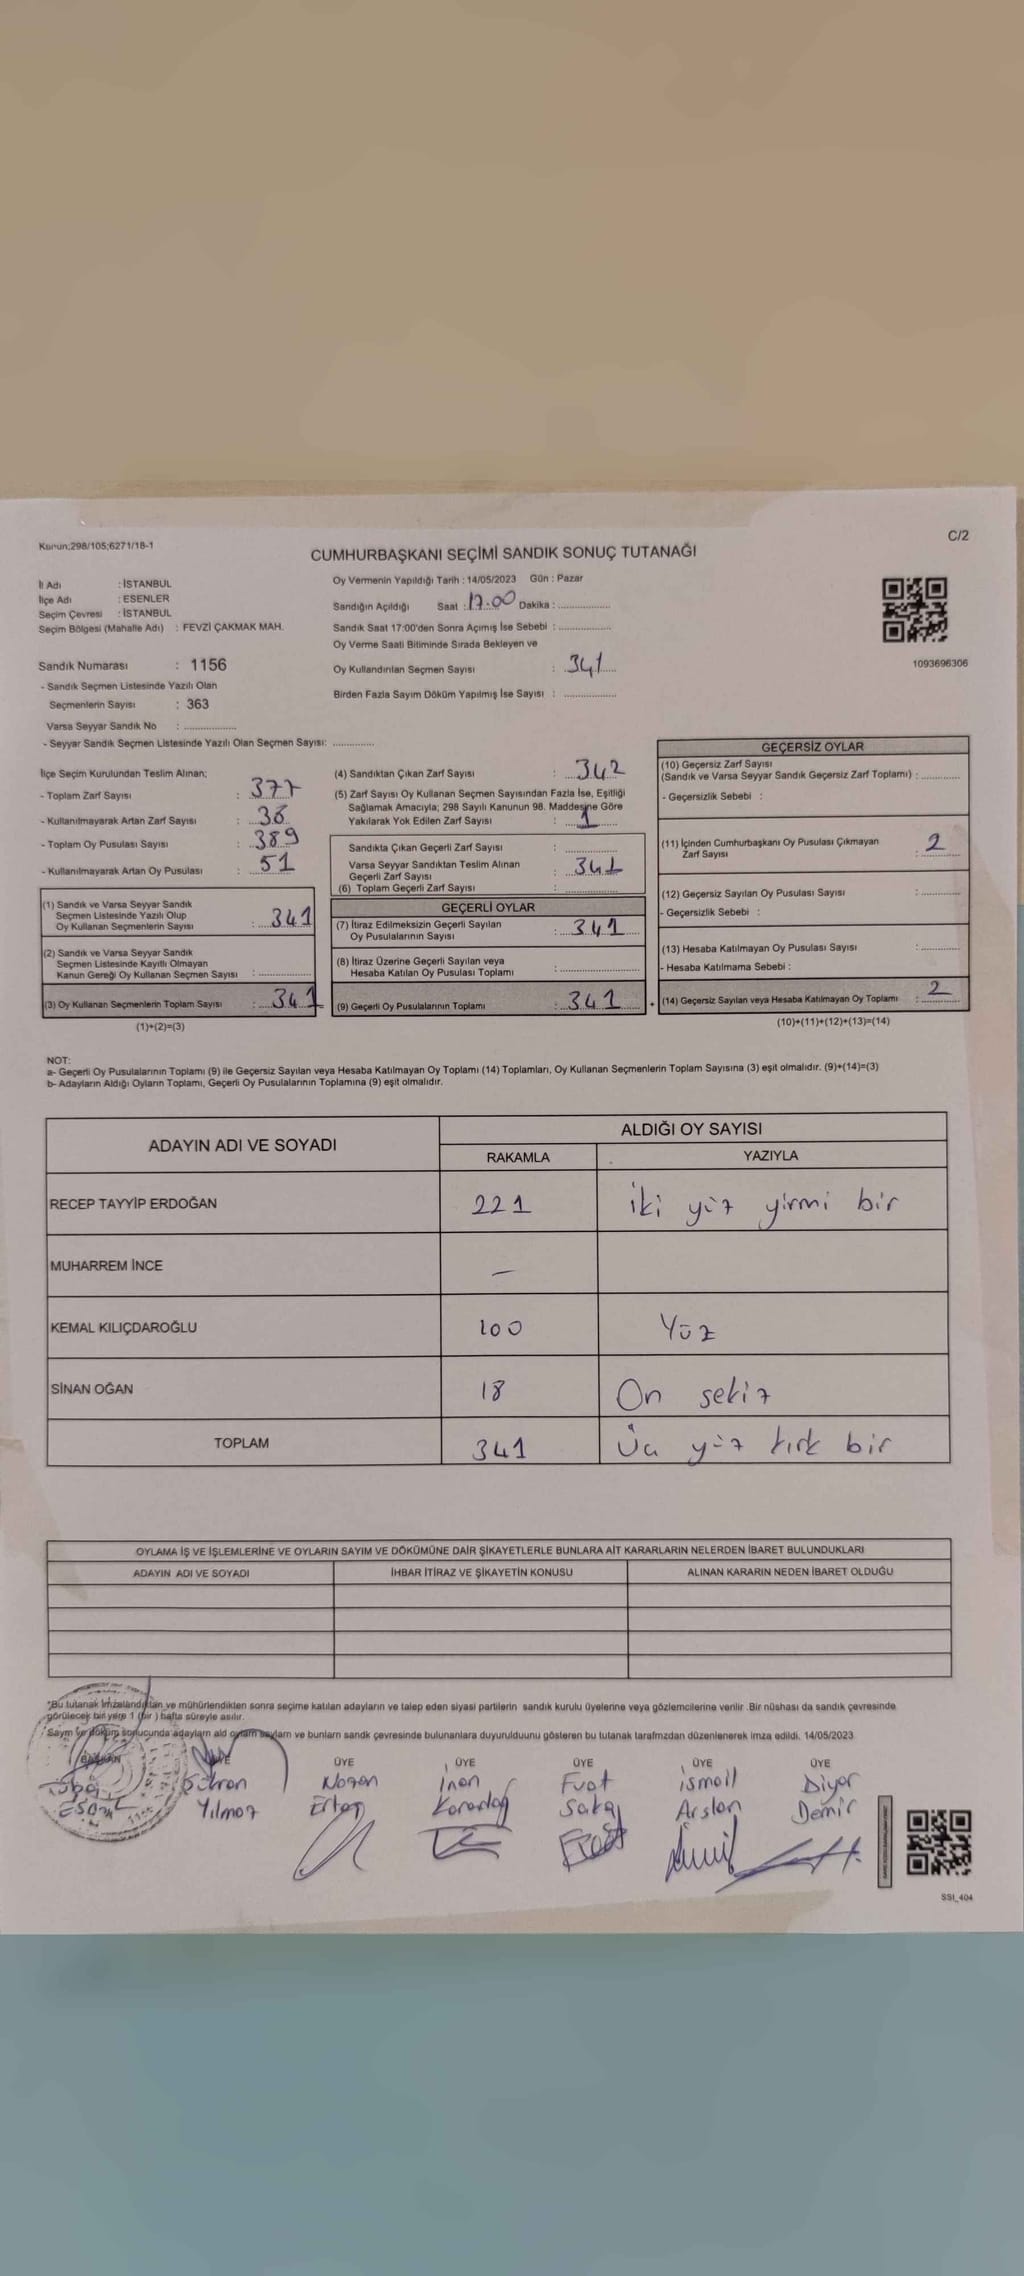 Kanun;298/105;6271/18-1
C/2
CUMHURBAŞKANI SEÇİMİ SANDIK SONUÇ TUTANAĞI
İl Adı : İSTANBUL
İlçe Adı : ESENLER
Seçim Çevresi : İSTANBUL
Seçim Bölgesi (Mahalle Adı) : FEVZİ ÇAKMAK MAH.
Sandık Numarası : 1156
- Sandık Seçmen Listesinde Yazılı Olan
Seçmenlerin Sayısı : 363
Varsa Seyyar Sandık No : ..................
- Seyyar Sandık Seçmen Listesinde Yazılı Olan Seçmen Sayısı: ..............
Oy Vermenin Yapıldığı Tarih : 14/05/2023 Gün : Pazar
Sandığın Açıldığı Saat : 17.00 Dakika : ..................
Sandık Saat 17:00'den Sonra Açımış İse Sebebi : ..................
Oy Verme Saati Bitiminde Sırada Bekleyen ve
Oy Kullandırılan Seçmen Sayısı : 341
Birden Fazla Sayım Döküm Yapılmış İse Sayısı : ..................
1093696306
İlçe Seçim Kurulundan Teslim Alınan;
- Toplam Zarf Sayısı : 377
- Kullanılmayarak Artan Zarf Sayısı : 36
- Toplam Oy Pusulası Sayısı : 389
- Kullanılmayarak Artan Oy Pusulası : 51
(1) Sandık ve Varsa Seyyar Sandık
Seçmen Listesinde Yazılı Olup
Oy Kullanan Seçmenlerin Sayısı : 341
(2) Sandık ve Varsa Seyyar Sandık
Seçmen Listesinde Kayıtlı Olmayan
Kanun Gereği Oy Kullanan Seçmen Sayısı : ..................
(3) Oy Kullanan Seçmenlerin Toplam Sayısı : 341
(1)+(2)=(3)
(4) Sandıktan Çıkan Zarf Sayısı : 342
(5) Zarf Sayısı Oy Kullanan Seçmen Sayısından Fazla İse, Eşitliği
Sağlamak Amacıyla; 298 Sayılı Kanunun 98. Maddesine Göre
Yakılarak Yok Edilen Zarf Sayısı : 1
Sandıkta Çıkan Geçerli Zarf Sayısı : ..................
Varsa Seyyar Sandıktan Teslim Alınan
Geçerli Zarf Sayısı : 341
(6) Toplam Geçerli Zarf Sayısı : ..................
GEÇERLİ OYLAR
(7) İtiraz Edilmeksizin Geçerli Sayılan
Oy Pusulalarının Sayısı : 341
(8) İtiraz Üzerine Geçerli Sayılan veya
Hesaba Katılan Oy Pusulası Toplamı : ..................
(9) Geçerli Oy Pusulalarının Toplamı : 341
+
GEÇERSİZ OYLAR
(10) Geçersiz Zarf Sayısı
(Sandık ve Varsa Seyyar Sandık Geçersiz Zarf Toplamı) : ..............
- Geçersizlik Sebebi :
(11) İçinden Cumhurbaşkanı Oy Pusulası Çıkmayan
Zarf Sayısı : 2
(12) Geçersiz Sayılan Oy Pusulası Sayısı : ..............
- Geçersizlik Sebebi :
(13) Hesaba Katılmayan Oy Pusulası Sayısı : ..............
- Hesaba Katılmama Sebebi :
(14) Geçersiz Sayılan veya Hesaba Katılmayan Oy Toplamı : 2
(10)+(11)+(12)+(13)=(14)
NOT:
a- Geçerli Oy Pusulalarının Toplamı (9) ile Geçersiz Sayılan veya Hesaba Katılmayan Oy Toplamı (14) Toplamları, Oy Kullanan Seçmenlerin Toplam Sayısına (3) eşit olmalıdır. (9)+(14)=(3)
b- Adayların Aldığı Oyların Toplamı, Geçerli Oy Pusulalarının Toplamına (9) eşit olmalıdır.
ADAYIN ADI VE SOYADI ALDIĞI OY SAYISI
RAKAMLA YAZIYLA
RECEP TAYYİP ERDOĞAN 221 iki yüz yirmi bir
MUHARREM İNCE –
KEMAL KILIÇDAROĞLU 100 Yüz
SİNAN OĞAN 18 On sekiz
TOPLAM 341 Üç yüz kırk bir
OYLAMA İŞ VE İŞLEMLERİNE VE OYLARIN SAYIM VE DÖKÜMÜNE DAİR ŞİKAYETLERLE BUNLARA AİT KARARLARIN NELERDEN İBARET BULUNDUKLARI
ADAYIN ADI VE SOYADI İHBAR İTİRAZ VE ŞİKAYETİN KONUSU ALINAN KARARIN NEDEN İBARET OLDUĞU
*Bu tutanak İmzalandıktan ve mühürlendikten sonra seçime katılan adayların ve talep eden siyasi partilerin sandık kurulu üyelerine veya gözlemcilerine verilir. Bir nüshası da sandık çevresinde
görülecek bir yere 1 (bir ) hafta süreyle asılır.
*Sayım ve döküm sonucunda adayların ald oyların sayıların ve bunların sandk çevresinde bulunanlara duyurulduunu gösteren bu tutanak tarafmzdan düzenlenerek imza edildi. 14/05/2023
BAŞKAN ÜYE ÜYE ÜYE ÜYE ÜYE
Şükran Nozan İnan Fuat ismail Diyar
Yılmaz Ertaş Karadağ Sakaş Arslan Demir
SSI_404